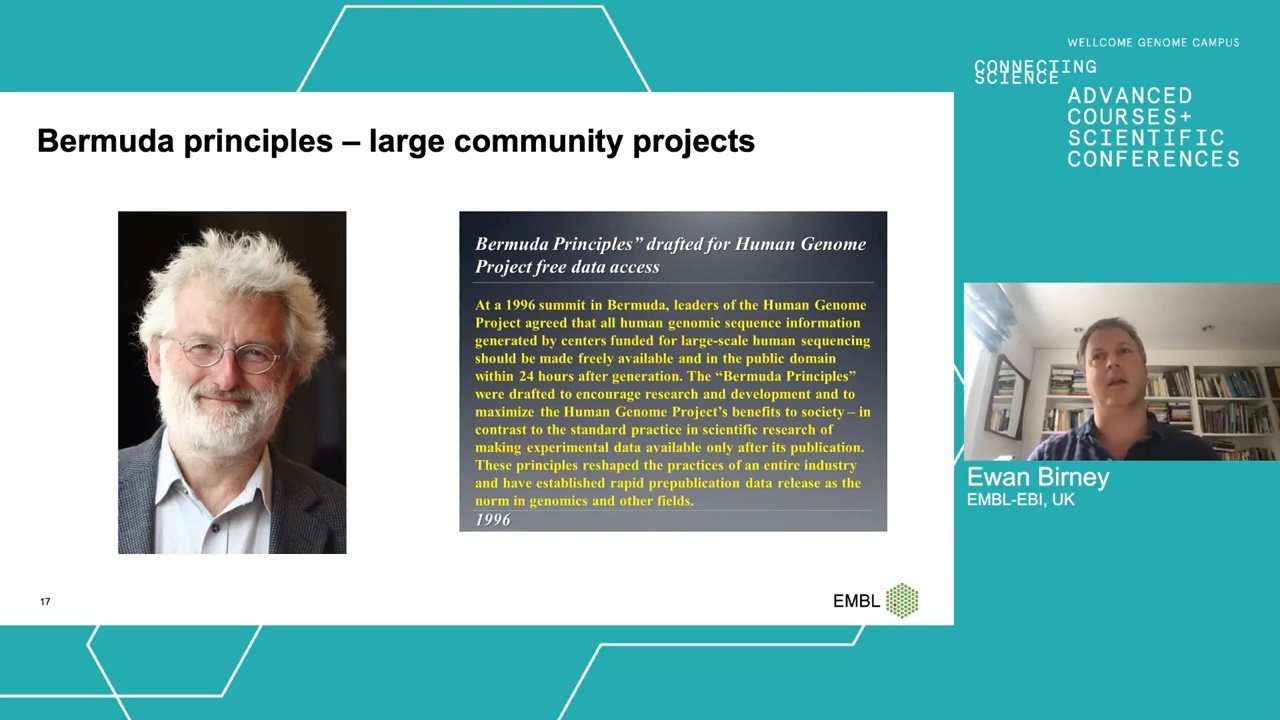 WELLCOME GENOME CAMPUS
CONNECTING
SCIENCE
ADVANCED
COURSES+
SCIENTIFIC
CONFERENCES
Bermuda principles – large community projects
Bermuda Principles” drafted for Human Genome
Project free data access
At a 1996 summit in Bermuda, leaders of the Human Genome
Project agreed that all human genomic sequence information
generated by centers funded for large-scale human sequencing
should be made freely available and in the public domain
within 24 hours after generation. The “Bermuda Principles”
were drafted to encourage research and development and to
maximize the Human Genome Project’s benefits to society – in
contrast to the standard practice in scientific research of
making experimental data available only after its publication.
These principles reshaped the practices of an entire industry
and have established rapid prepublication data release as the
norm in genomics and other fields.
1996
Ewan Birney
EMBL-EBI, UK
17
EMBL